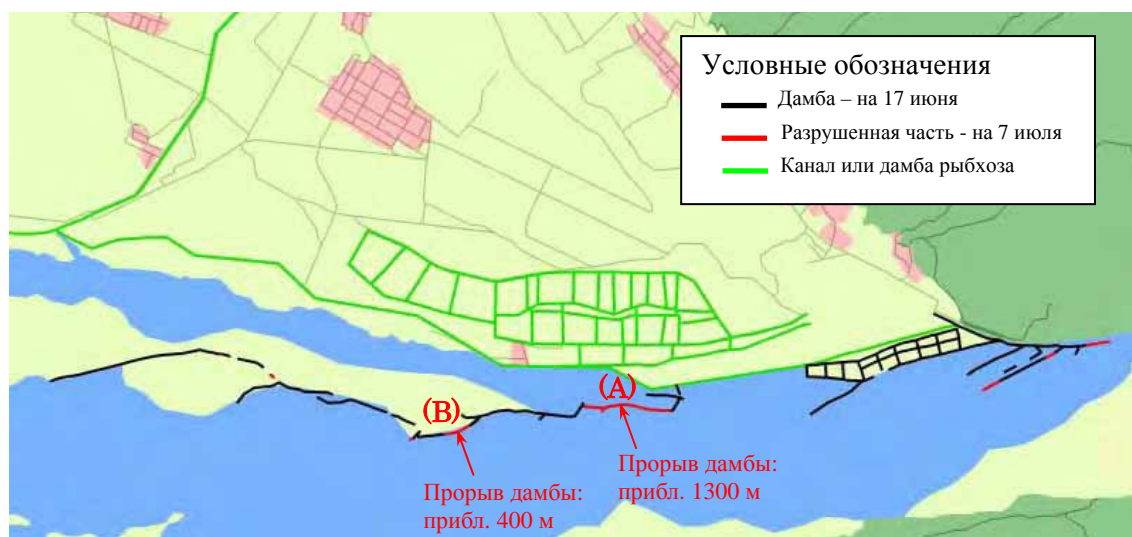 Условные обозначения
Дамба – на 17 июня
Разрушенная часть - на 7 июля
Канал или дамба рыбхоза
(A)
(B)
Прорыв дамбы:
прибл. 1300 м
Прорыв дамбы:
прибл. 400 м